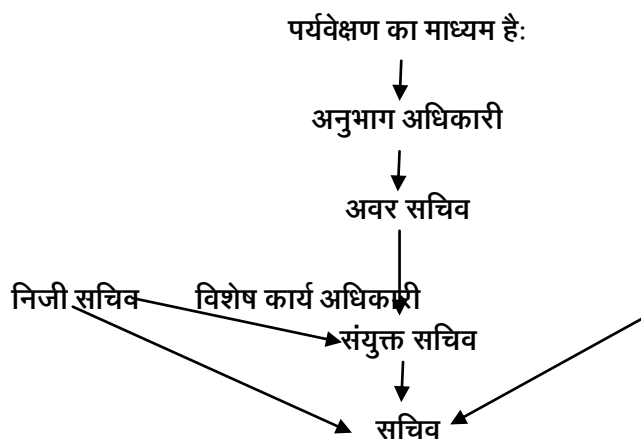 पर्यवेक्षण का माध्यम है:
अनुभाग अधिकारी
अवर सचिव
निजी सचिव विशेष कार्य अधिकारी
संयुक्त सचिव
सचिव